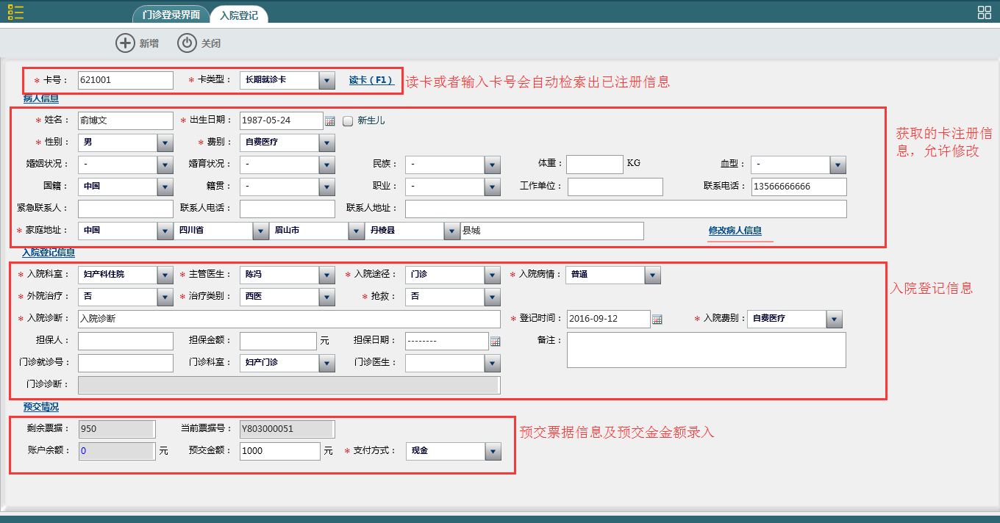 门诊登录界面 入院登记
新增 关闭
* 卡号： 621001 * 卡类型： 长期就诊卡 读卡（F1） 读卡或者输入卡号会自动检索出已注册信息
病人信息
* 姓名： 俞博文 * 出生日期： 1987-05-24 新生儿
* 性别： 男 * 费别： 自费医疗
获取的卡注册信
息，允许修改
婚姻状况： - 婚育状况： - 民族： - 体重： KG 血型： -
国籍： 中国 籍贯： - 职业： - 工作单位： 联系电话： 13566666666
紧急联系人： 联系人电话： 联系人地址：
* 家庭地址： 中国 四川省 眉山市 丹棱县 县城 修改病人信息
入院登记信息
* 入院科室： 妇产科住院 * 主管医生： 陈冯 * 入院途径： 门诊 * 入院病情： 普通
入院登记信息
* 外院治疗： 否 * 治疗类别： 西医 * 抢救： 否
* 入院诊断： 入院诊断 * 登记时间： 2016-09-12 * 入院费别： 自费医疗
担保人： 担保金额： 元 担保日期： -------- 备注：
门诊就诊号： 门诊科室： 妇产门诊 门诊医生：
门诊诊断：
预交情况
* 剩余票据： 950 当前票据号： Y803000051 预交票据信息及预交金金额录入
账户余额： 0 元 预交金额： 1000 元 * 支付方式： 现金